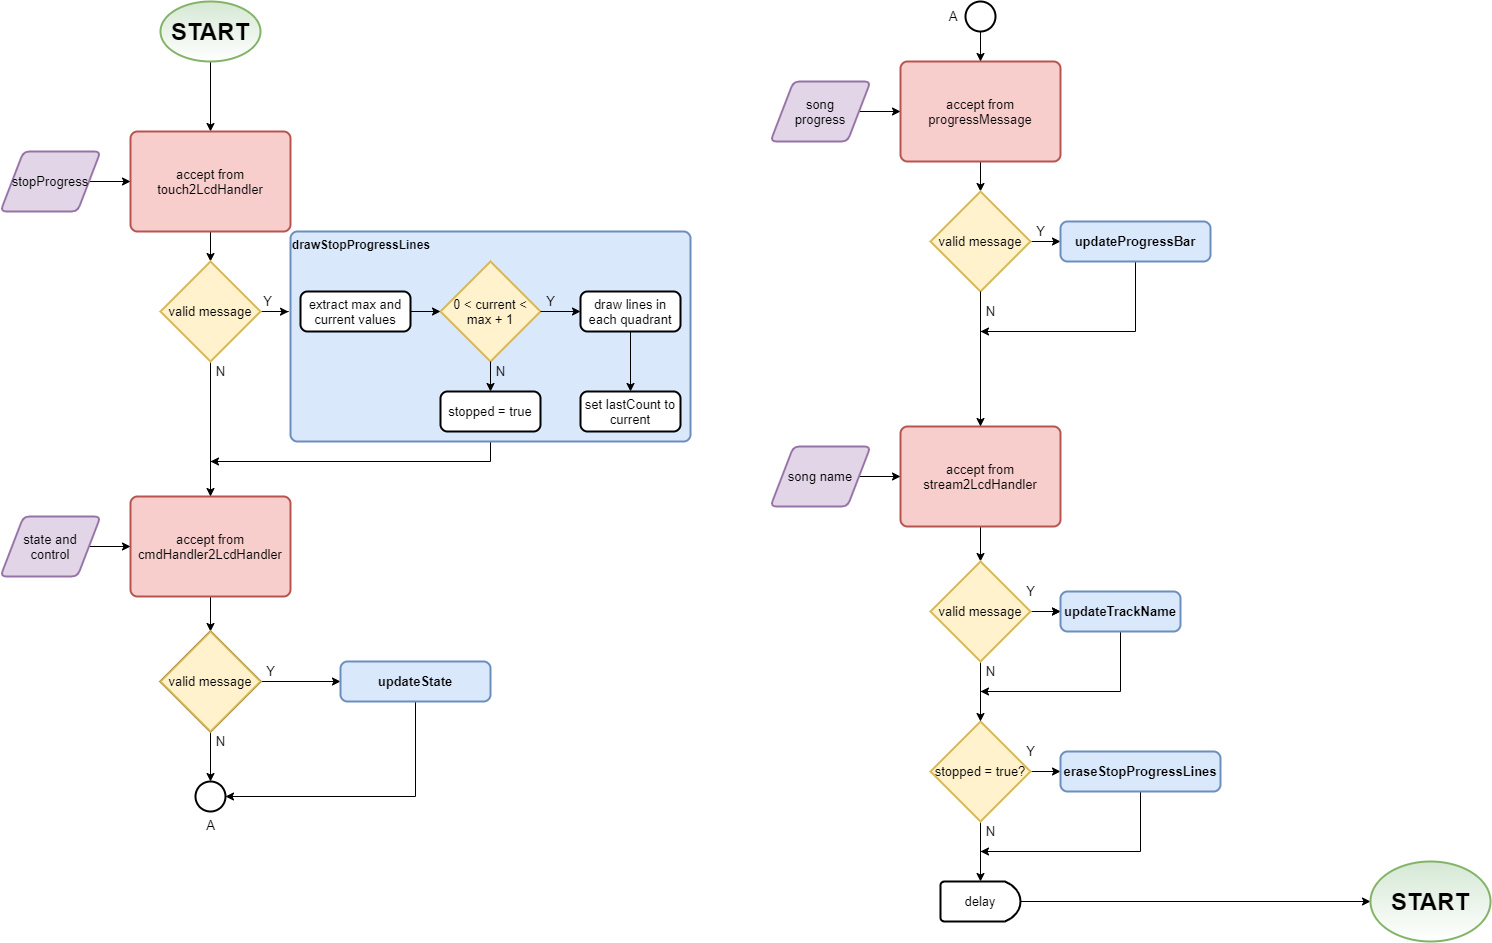 START
accept from
touch2LcdHandler
stopProgress
drawStopProgressLines
valid message
Y
extract max and
current values
0 < current <
max + 1
Y
draw lines in
each quadrant
N
N
stopped = true
set lastCount to
current
accept from
cmdHandler2LcdHandler
state and
control
valid message
Y
updateState
N
A
A
accept from
progressMessage
song
progress
valid message
Y
updateProgressBar
N
accept from
stream2LcdHandler
song name
valid message
Y
updateTrackName
N
stopped = true?
Y
eraseStopProgressLines
N
delay
START